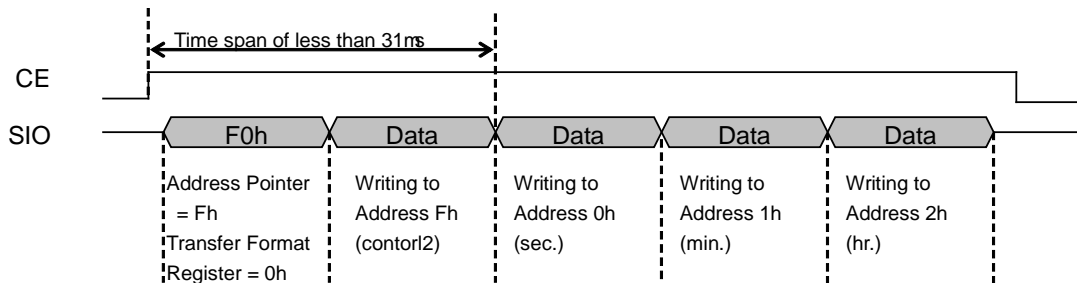 Time span of less than 31ms
CE
SIO
F0h Data Data Data Data
Address Pointer
= Fh
Transfer Format
Register = 0h
Writing to
Address Fh
(contorl2)
Writing to
Address 0h
(sec.)
Writing to
Address 1h
(min.)
Writing to
Address 2h
(hr.)